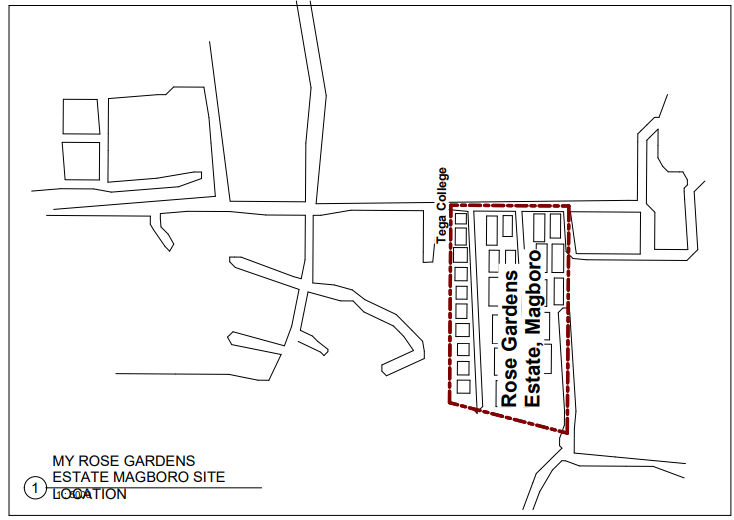 Tega College
Rose Gardens
Estate, Magboro
MY ROSE GARDENS
ESTATE MAGBORO SITE
LOCATION
1